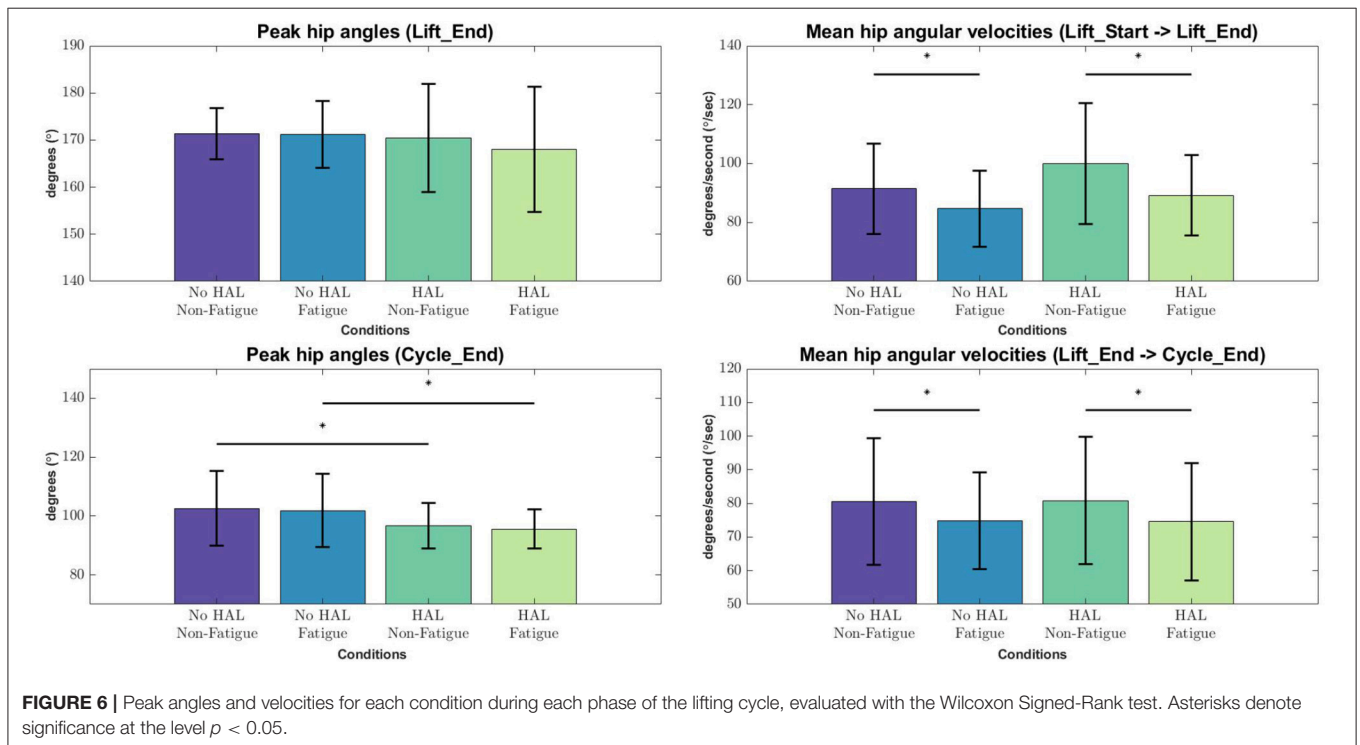 Peak hip angles (Lift_End)
190
180
170
160
150
140
degrees (°)
No HAL
Non-Fatigue
No HAL
Fatigue
HAL
Non-Fatigue
HAL
Fatigue
Conditions
Mean hip angular velocities (Lift_Start -> Lift_End)
140
120
100
80
60
degrees/second (°/sec)
*
*
No HAL
Non-Fatigue
No HAL
Fatigue
HAL
Non-Fatigue
HAL
Fatigue
Conditions
Peak hip angles (Cycle_End)
140
120
100
80
degrees (°)
*
*
No HAL
Non-Fatigue
No HAL
Fatigue
HAL
Non-Fatigue
HAL
Fatigue
Conditions
Mean hip angular velocities (Lift_End -> Cycle_End)
120
110
100
90
80
70
60
50
degrees/second (°/sec)
*
*
No HAL
Non-Fatigue
No HAL
Fatigue
HAL
Non-Fatigue
HAL
Fatigue
Conditions
FIGURE 6 | Peak angles and velocities for each condition during each phase of the lifting cycle, evaluated with the Wilcoxon Signed-Rank test. Asterisks denote
significance at the level p < 0.05.